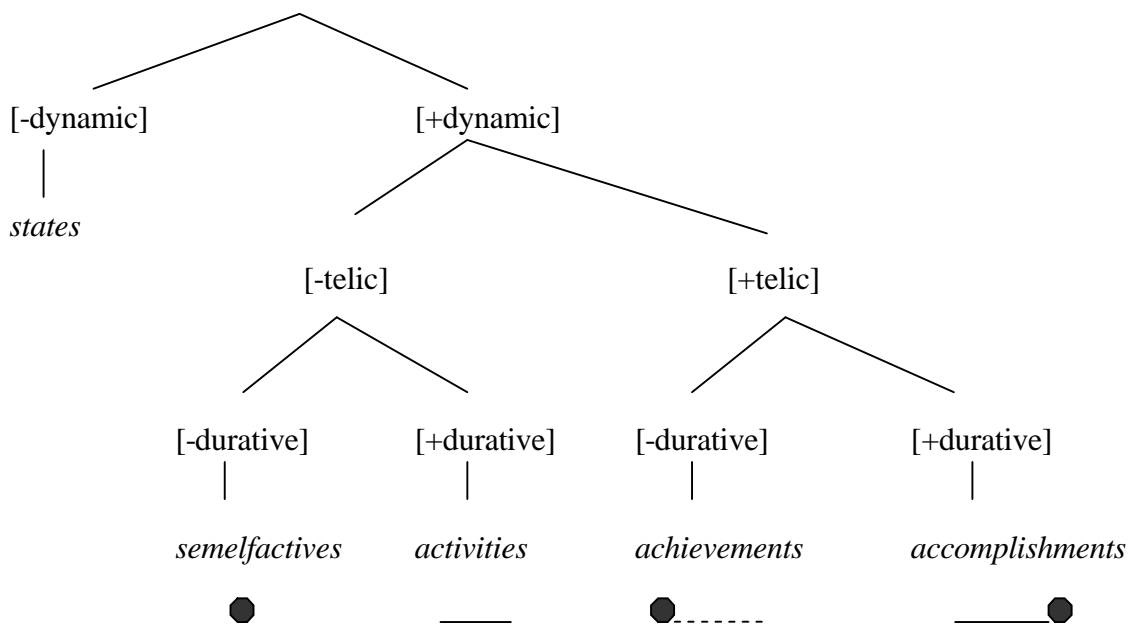 [-dynamic] [+dynamic]
states
[-telic] [+telic]
[-durative] [+durative] [-durative] [+durative]
semelfactives activities achievements accomplishments